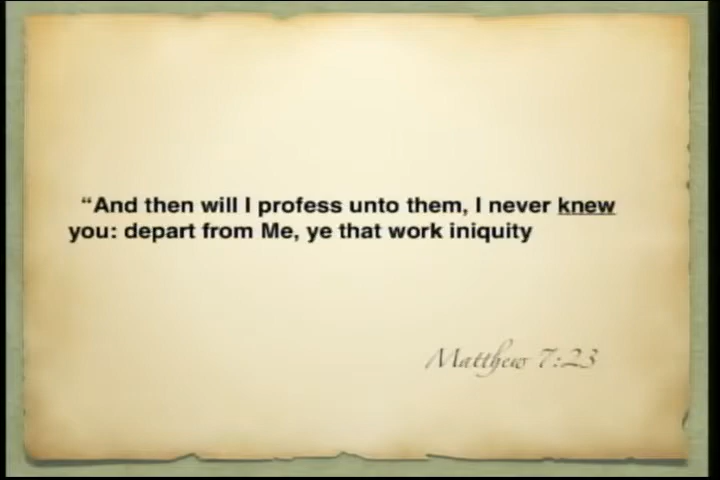 “And then will I profess unto them, I never knew
you: depart from Me, ye that work iniquity
Matthew 7:23